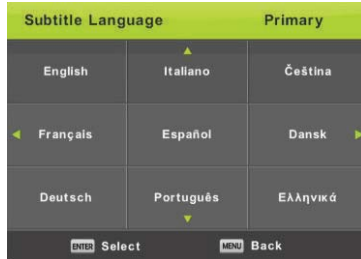 Subtitle Language Primary
English Italiano Čeština
Français Español Dansk
Deutsch Português Ελληνικά
ENTER Select MENU Back